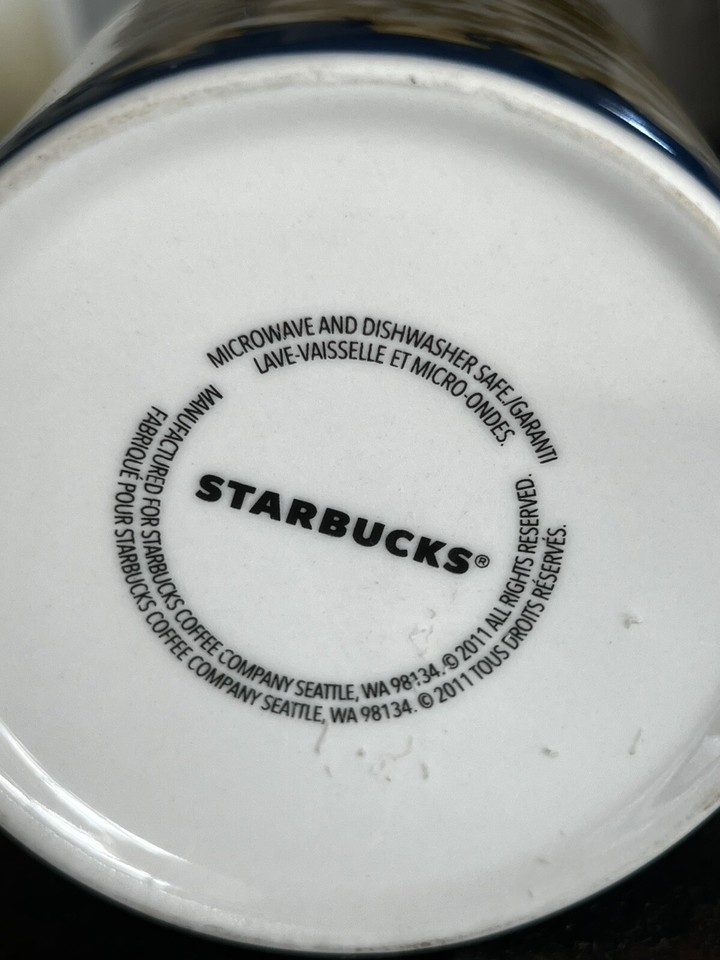 MICROWAVE AND DISHWASHER SAFE./GARANTI
LAVE-VAISSELLE ET MICRO-ONDES.
STARBUCKS®
MANUFACTURED FOR STARBUCKS COFFEE COMPANY SEATTLE, WA 98134. © 2011 ALL RIGHTS RESERVED.
FABRIQUÉ POUR STARBUCKS COFFEE COMPANY SEATTLE, WA 98134. © 2011 TOUS DROITS RÉSERVÉS.